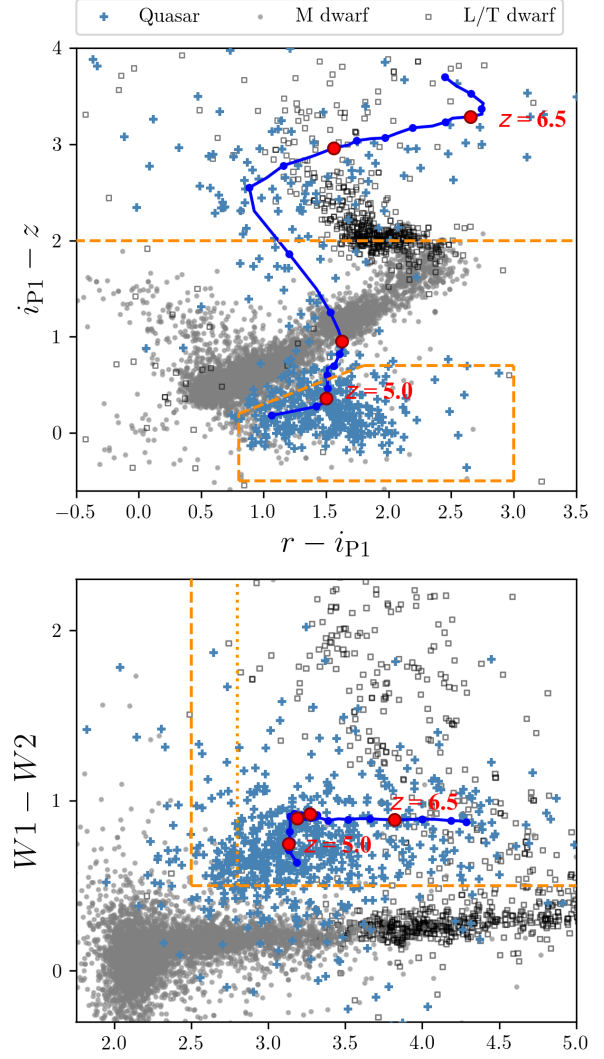 Quasar M dwarf L/T dwarf
4
z = 6.5
3
2
1
z = 5.0
0
−0.5 0.0 0.5 1.0 1.5 2.0 2.5 3.0 3.5
i_P1 − z
r − i_P1
2
z = 6.5
1
z = 5.0
0
2.0 2.5 3.0 3.5 4.0 4.5 5.0
W1 − W2